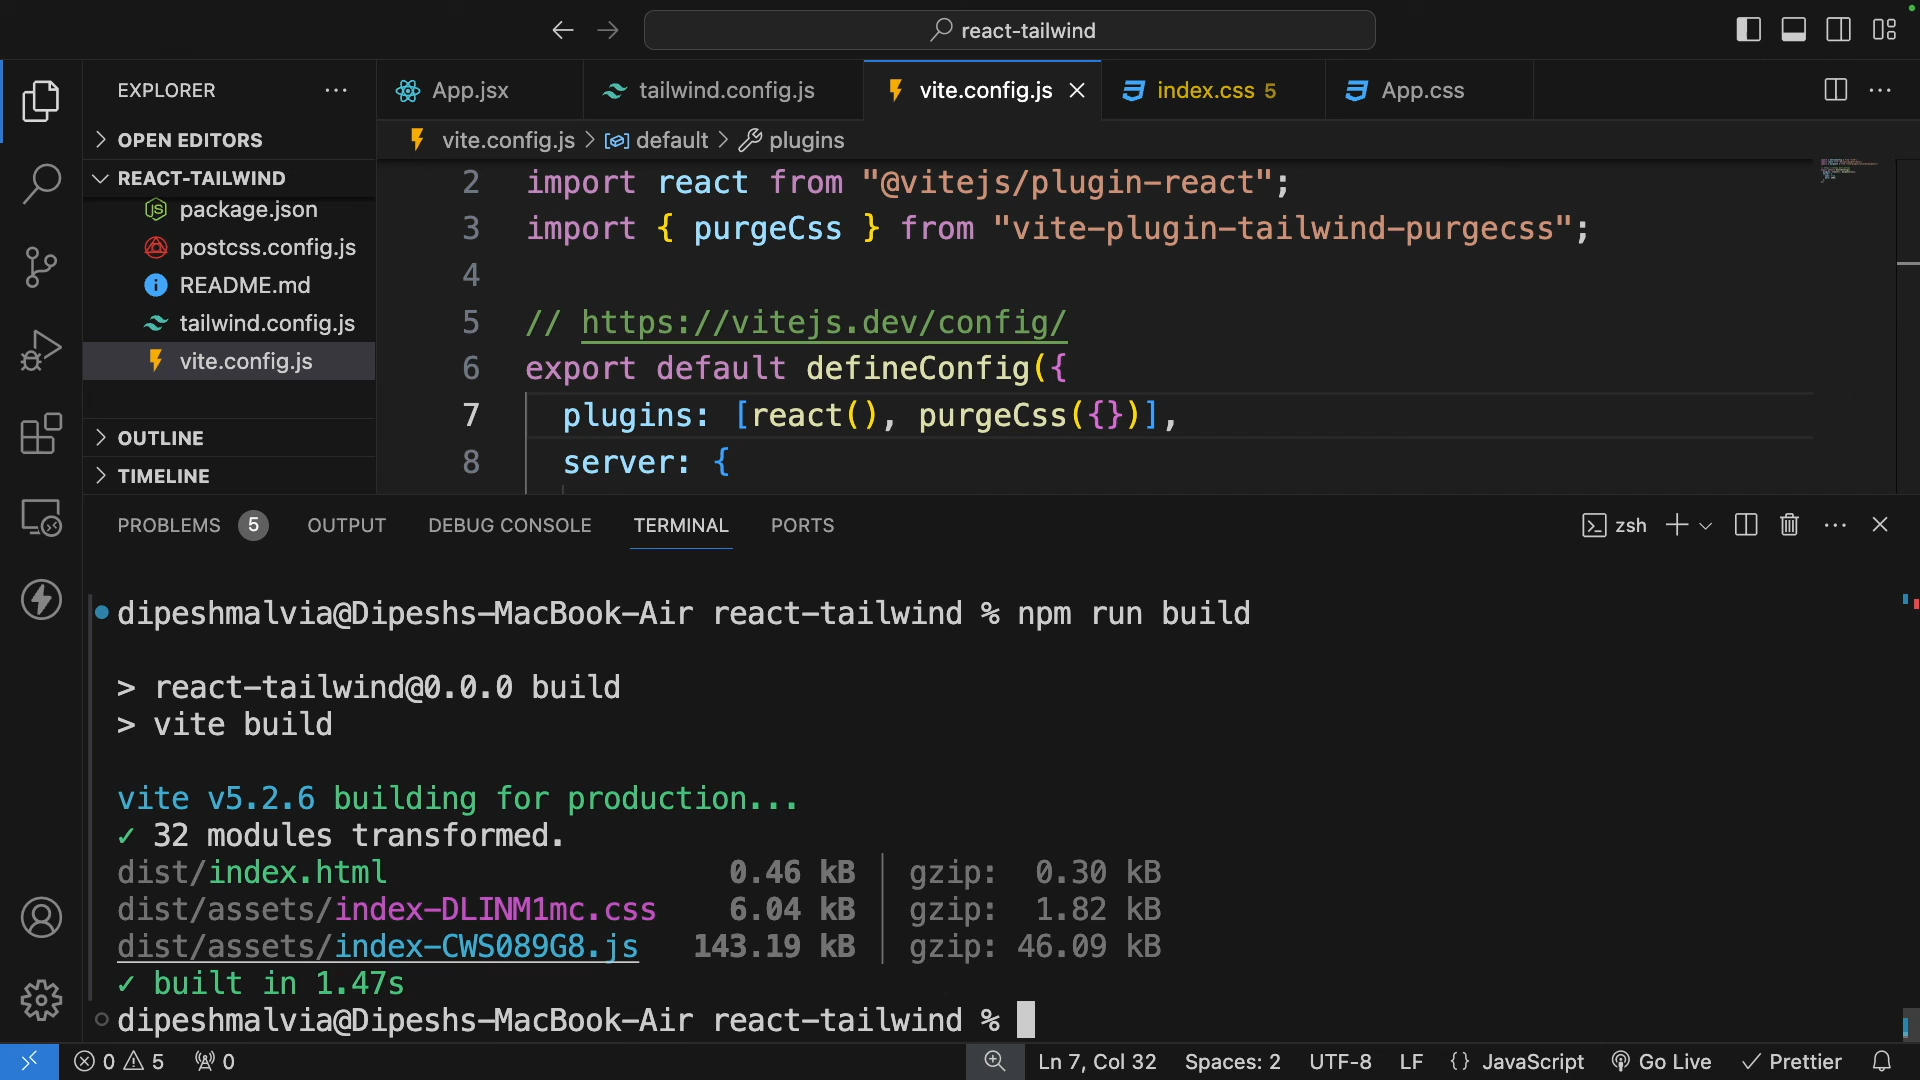 react-tailwind
EXPLORER
App.jsx
tailwind.config.js
vite.config.js
index.css 5
App.css
OPEN EDITORS
REACT-TAILWIND
package.json
postcss.config.js
README.md
tailwind.config.js
vite.config.js
OUTLINE
TIMELINE
vite.config.js > default > plugins
2 import react from "@vitejs/plugin-react";
3 import { purgeCss } from "vite-plugin-tailwind-purgecss";
4
5 // https://vitejs.dev/config/
6 export default defineConfig({
7 plugins: [react(), purgeCss({})],
8 server: {
PROBLEMS 5 OUTPUT DEBUG CONSOLE TERMINAL PORTS
zsh
dipeshmalvia@Dipeshs-MacBook-Air react-tailwind % npm run build
> react-tailwind@0.0.0 build
> vite build
vite v5.2.6 building for production...
✓ 32 modules transformed.
dist/index.html 0.46 kB │ gzip: 0.30 kB
dist/assets/index-DLINM1mc.css 6.04 kB │ gzip: 1.82 kB
dist/assets/index-CWS089G8.js 143.19 kB │ gzip: 46.09 kB
✓ built in 1.47s
dipeshmalvia@Dipeshs-MacBook-Air react-tailwind %
0 5 0 Ln 7, Col 32 Spaces: 2 UTF-8 LF {} JavaScript Go Live ✓ Prettier